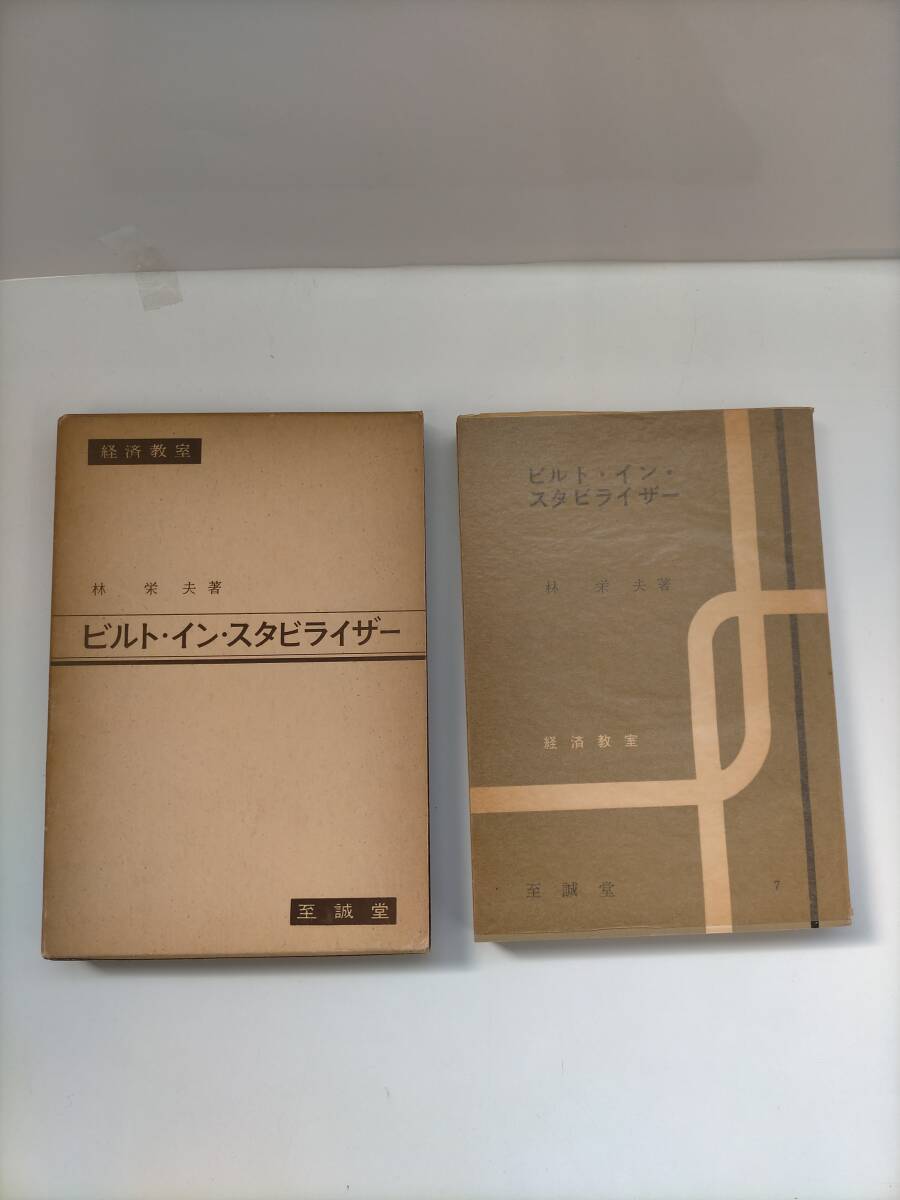 経済教室
林 栄夫著
ビルト・イン・スタビライザー
至誠堂
ビルト・イン・
スタビライザー
林 栄夫著
経済教室
至誠堂
7